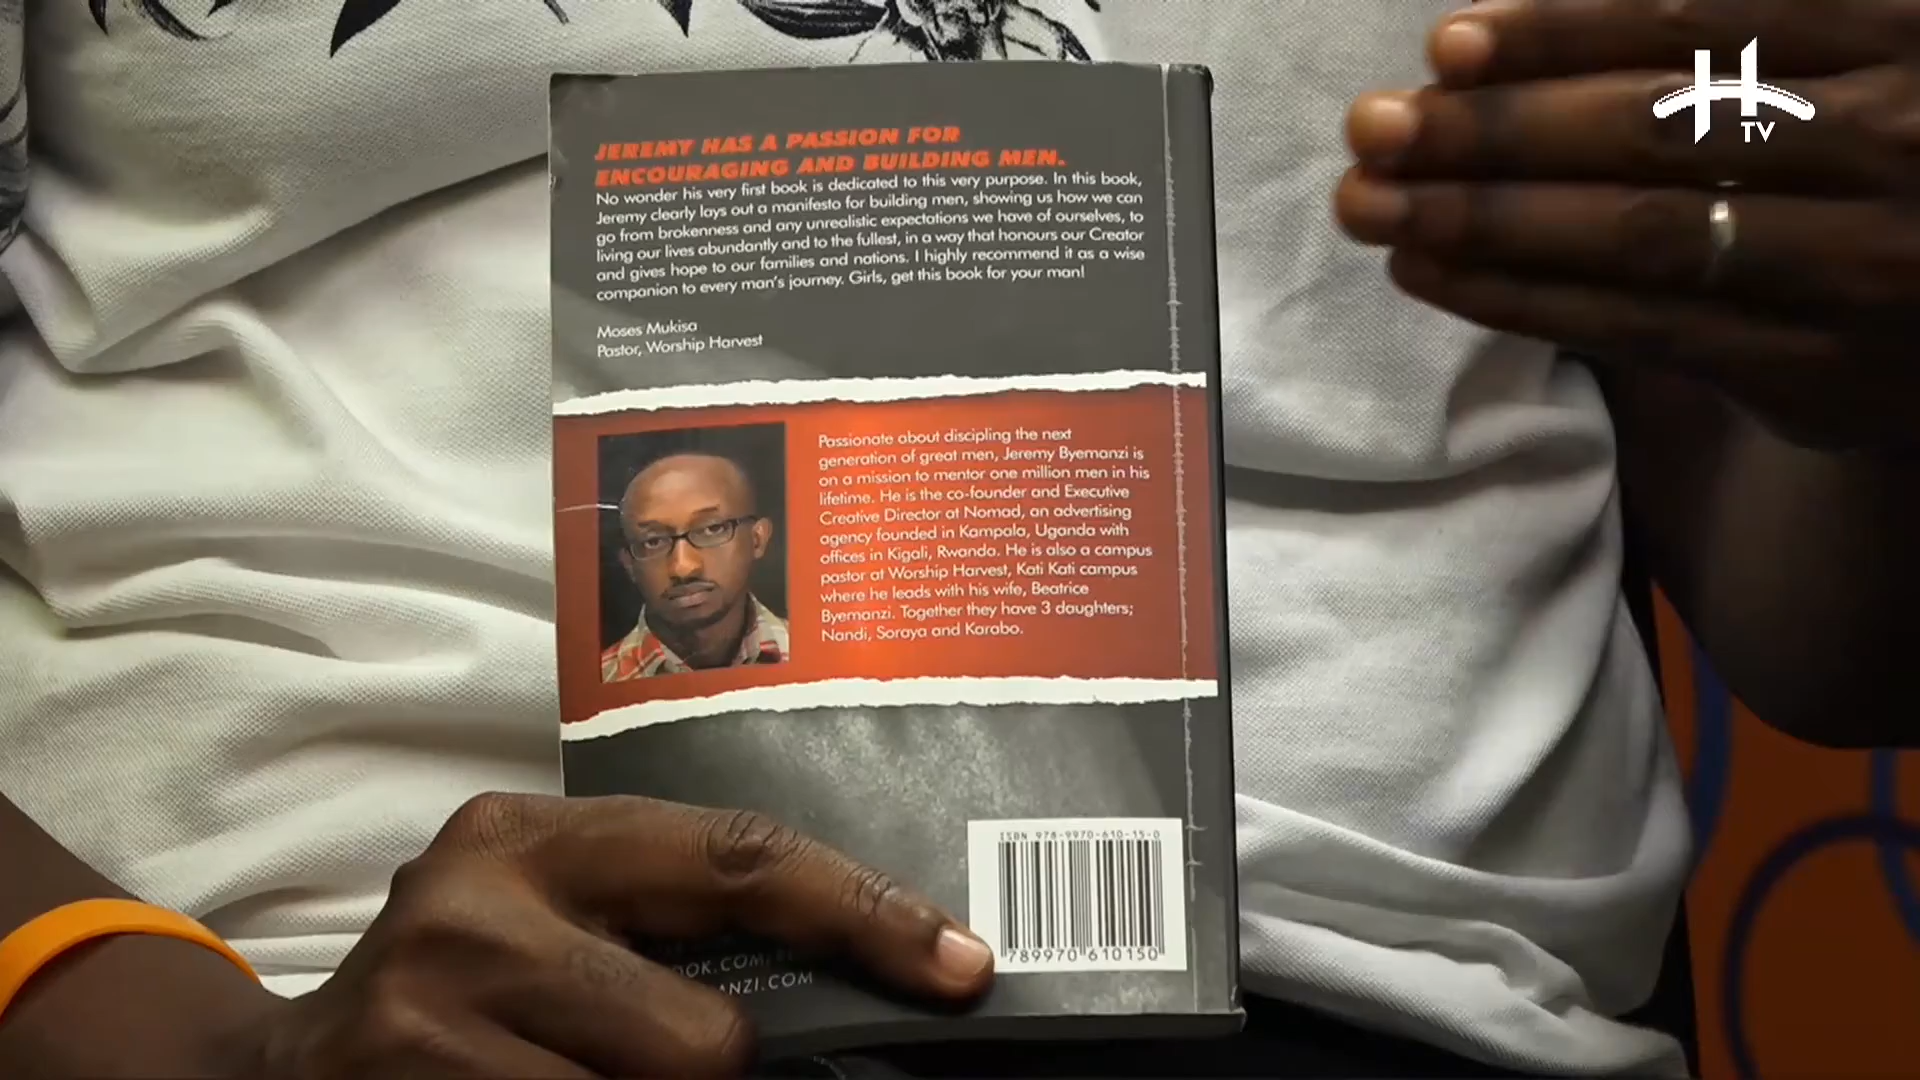 H
TV
JEREMY HAS A PASSION FOR
ENCOURAGING AND BUILDING MEN.
No wonder his very first book is dedicated to this very purpose. In this book,
Jeremy clearly lays out a manifesto for building men, showing us how we can
go from brokenness and any unrealistic expectations we have of ourselves, to
living our lives abundantly and to the fullest, in a way that honours our Creator
and gives hope to our families and nations. I highly recommend it as a wise
companion to every man's journey. Girls, get this book for your man!
Moses Mukisa
Pastor, Worship Harvest
Passionate about discipling the next
generation of great men, Jeremy Byemanzi is
on a mission to mentor one million men in his
lifetime. He is the co-founder and Executive
Creative Director at Nomad, an advertising
agency founded in Kampala, Uganda with
offices in Kigali, Rwanda. He is also a campus
pastor at Worship Harvest, Kati Kati campus
where he leads with his wife, Beatrice
Byemanzi. Together they have 3 daughters;
Nandi, Soraya and Karabo.
ISBN 978-9970-610-15-0
789970 610150
OOK.COM/
ANZI.COM